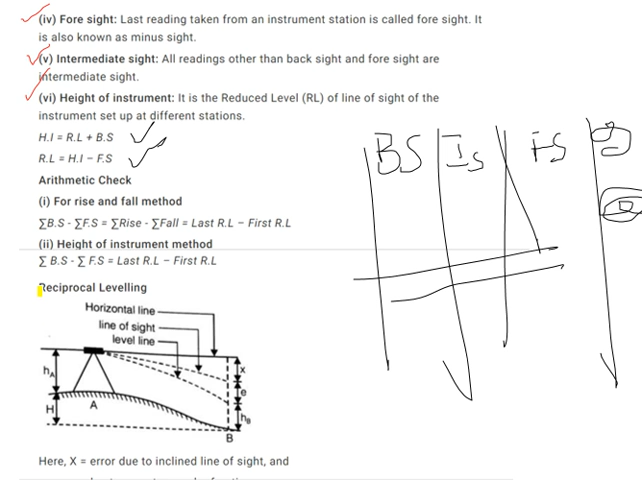 (iv) Fore sight: Last reading taken from an instrument station is called fore sight. It
is also known as minus sight.
(v) Intermediate sight: All readings other than back sight and fore sight are
intermediate sight.
(vi) Height of instrument: It is the Reduced Level (RL) of line of sight of the
instrument set up at different stations.
H.I = R.L + B.S
R.L = H.I − F.S
Arithmetic Check
(i) For rise and fall method
∑B.S - ∑F.S = ∑Rise - ∑Fall = Last R.L − First R.L
(ii) Height of instrument method
∑ B.S - ∑ F.S = Last R.L − First R.L
Reciprocal Levelling
Horizontal line
line of sight
level line
hA
H
A
x
e
hB
B
Here, X = error due to inclined line of sight, and
BS IS FS